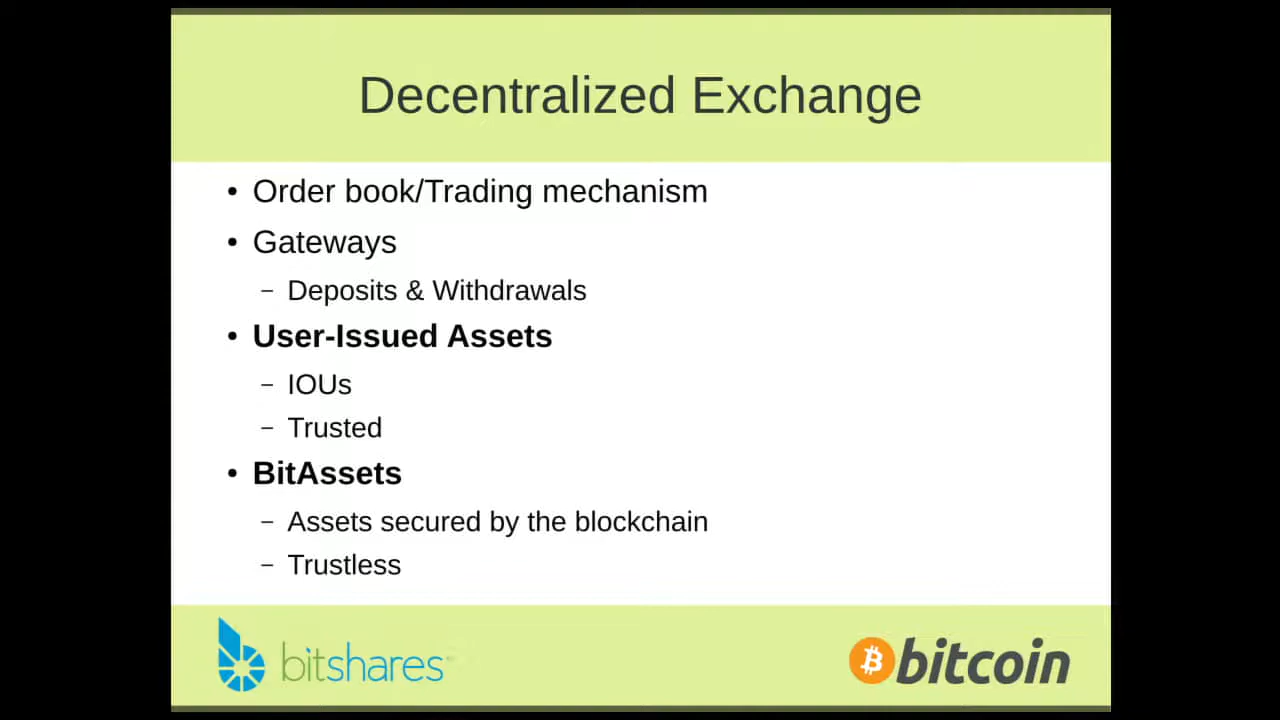 Decentralized Exchange
• Order book/Trading mechanism
• Gateways
– Deposits & Withdrawals
• User-Issued Assets
– IOUs
– Trusted
• BitAssets
– Assets secured by the blockchain
– Trustless
bitshares
bitcoin